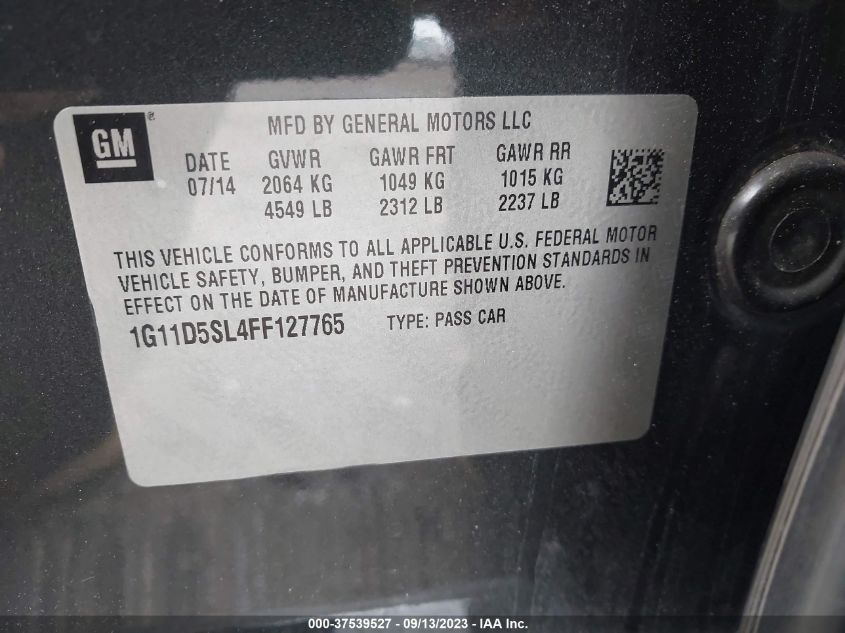 GM®
MFD BY GENERAL MOTORS LLC
DATE GVWR GAWR FRT GAWR RR
07/14 2064 KG 1049 KG 1015 KG
4549 LB 2312 LB 2237 LB
THIS VEHICLE CONFORMS TO ALL APPLICABLE U.S. FEDERAL MOTOR
VEHICLE SAFETY, BUMPER, AND THEFT PREVENTION STANDARDS IN
EFFECT ON THE DATE OF MANUFACTURE SHOWN ABOVE.
1G11D5SL4FF127765 TYPE: PASS CAR
000-37539527 - 09/13/2023 - IAA Inc.